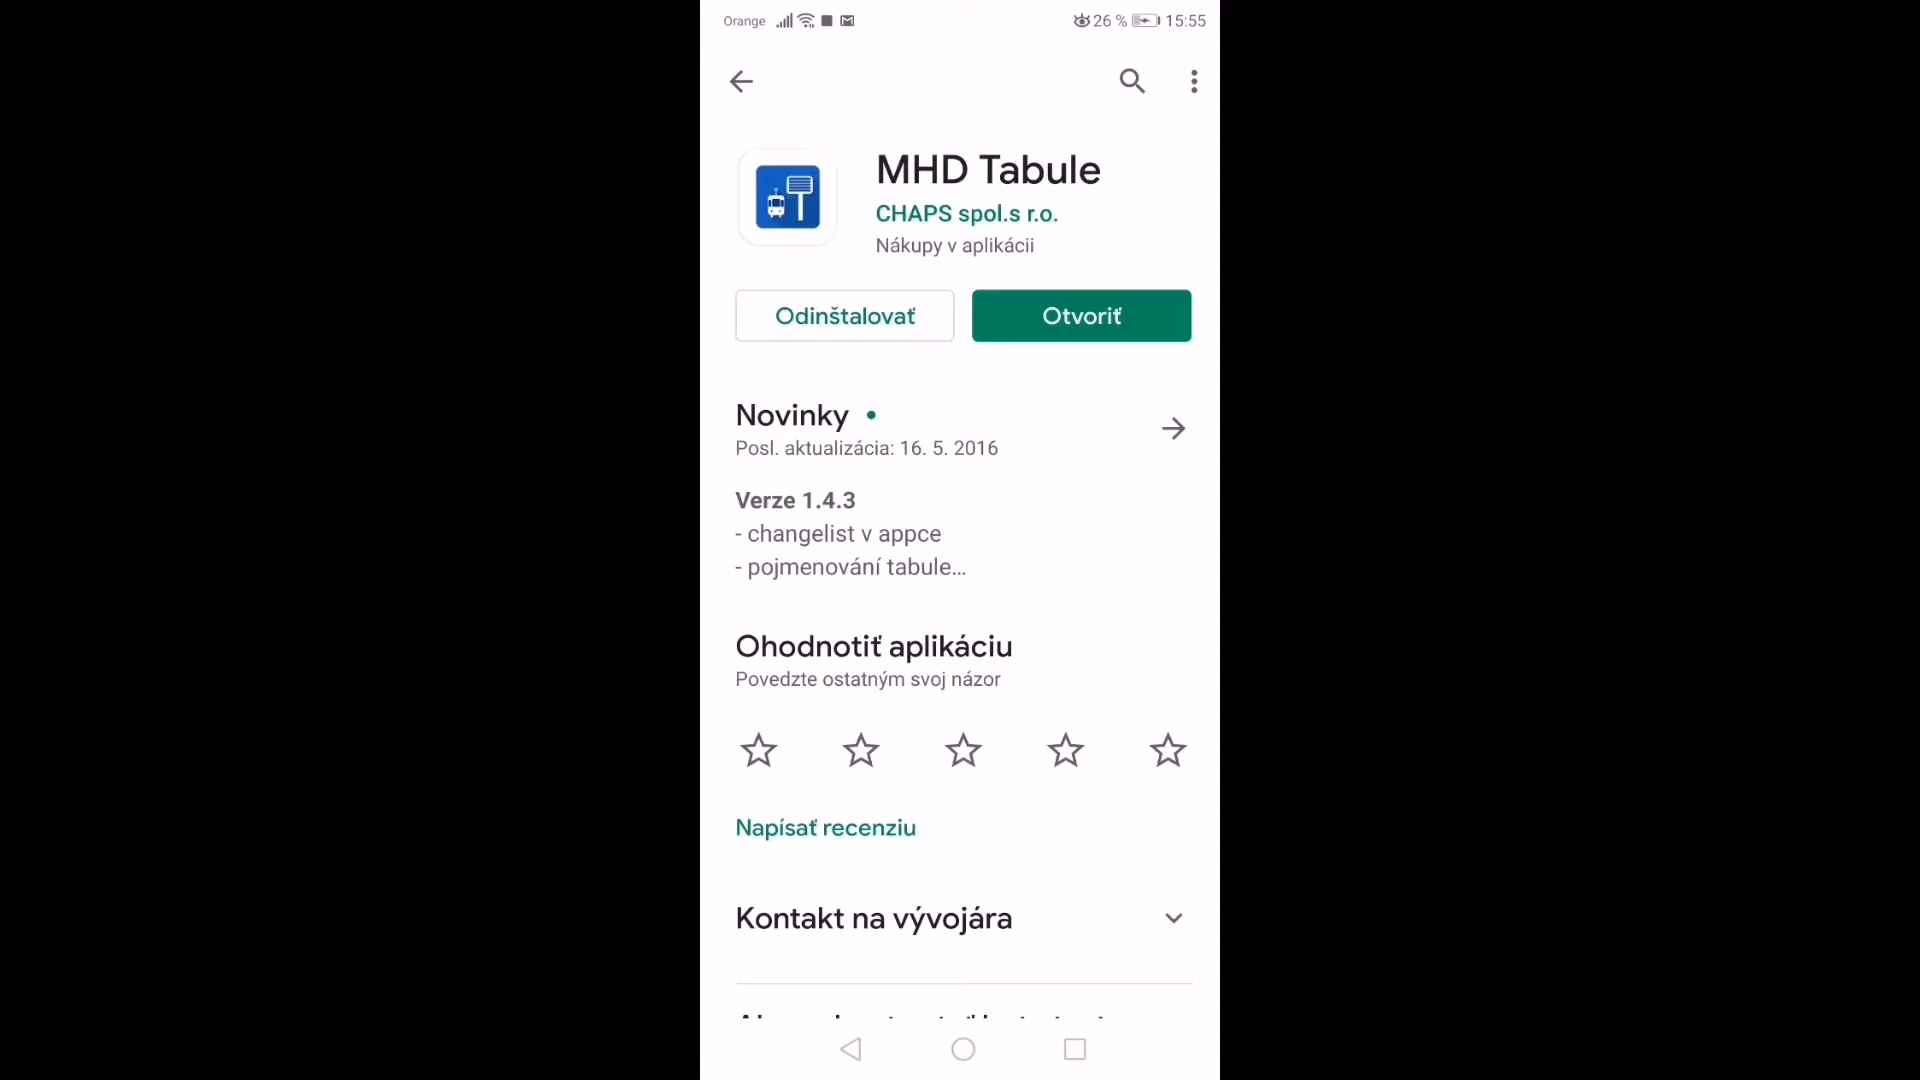 Orange 26 % 15:55
MHD Tabule
CHAPS spol.s r.o.
Nákupy v aplikácii
Odinštalovať Otvoriť
Novinky •
Posl. aktualizácia: 16. 5. 2016
Verze 1.4.3
- changelist v appce
- pojmenování tabule...
Ohodnotiť aplikáciu
Povedzte ostatným svoj názor
Napísať recenziu
Kontakt na vývojára